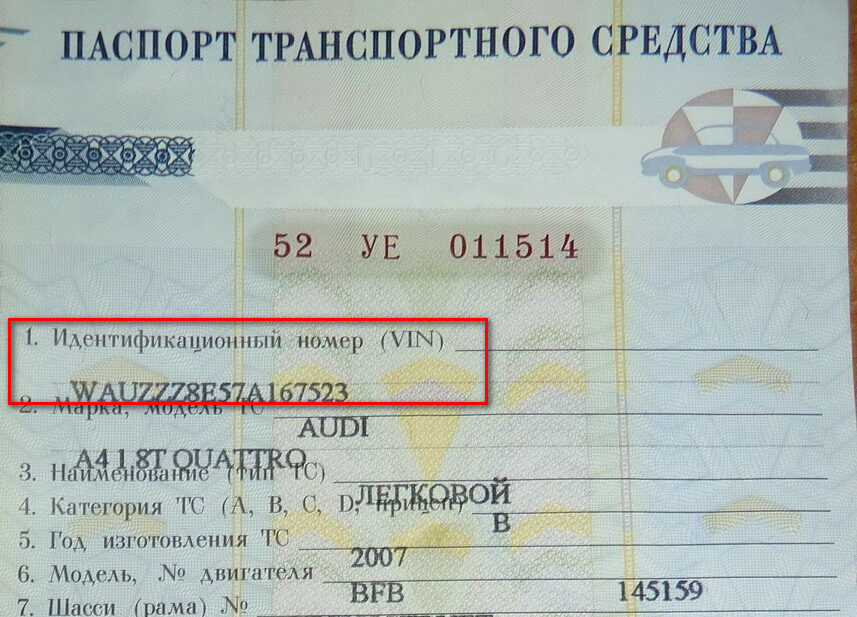 ПАСПОРТ ТРАНСПОРТНОГО СРЕДСТВА
52 УЕ 011514
1. Идентификационный номер (VIN)
WAUZZZ8E57A167523
2. Марка, модель ТС
AUDI
A4 1.8T QUATTRO
3. Наименование (тип ТС)
ЛЕГКОВОЙ
4. Категория ТС (A, B, C, D, прицеп)
B
5. Год изготовления ТС
2007
6. Модель, № двигателя
BFB 145159
7. Шасси (рама) №